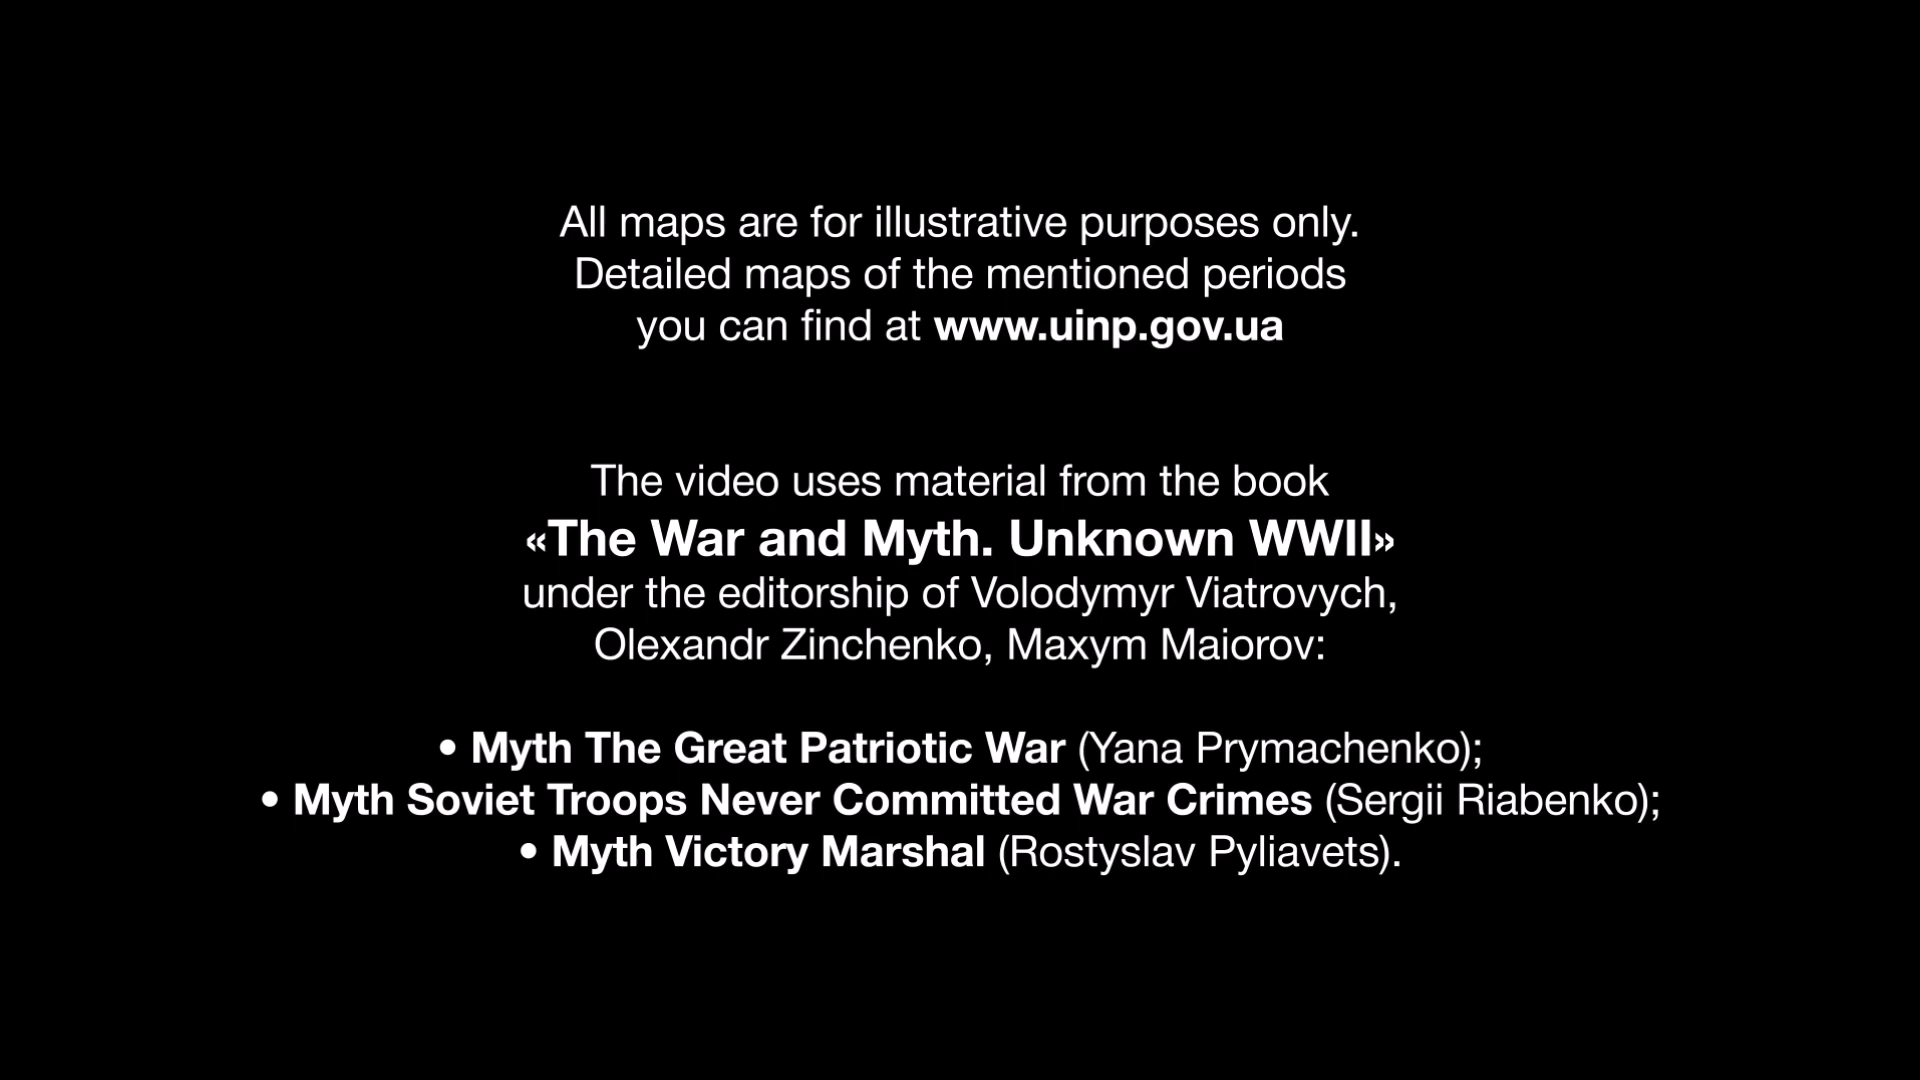 All maps are for illustrative purposes only.
Detailed maps of the mentioned periods
you can find at www.uinp.gov.ua
The video uses material from the book
«The War and Myth. Unknown WWII»
under the editorship of Volodymyr Viatrovych,
Olexandr Zinchenko, Maxym Maiorov:
• Myth The Great Patriotic War (Yana Prymachenko);
• Myth Soviet Troops Never Committed War Crimes (Sergii Riabenko);
• Myth Victory Marshal (Rostyslav Pyliavets).